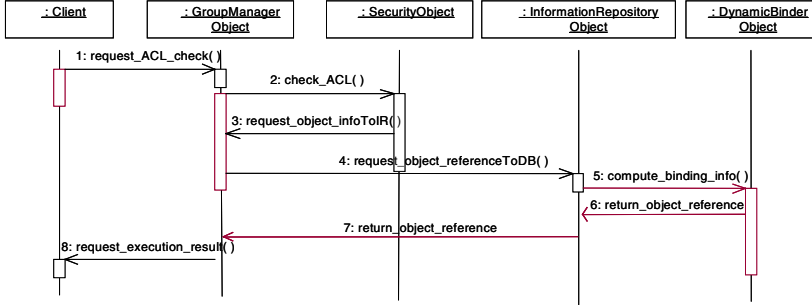 : Client
: GroupManager
Object
: SecurityObject
: InformationRepository
Object
: DynamicBinder
Object
1: request_ACL_check( )
2: check_ACL( )
3: request_object_infoToIR( )
4: request_object_referenceToDB( )
5: compute_binding_info( )
6: return_object_reference
7: return_object_reference
8: request_execution_result( )